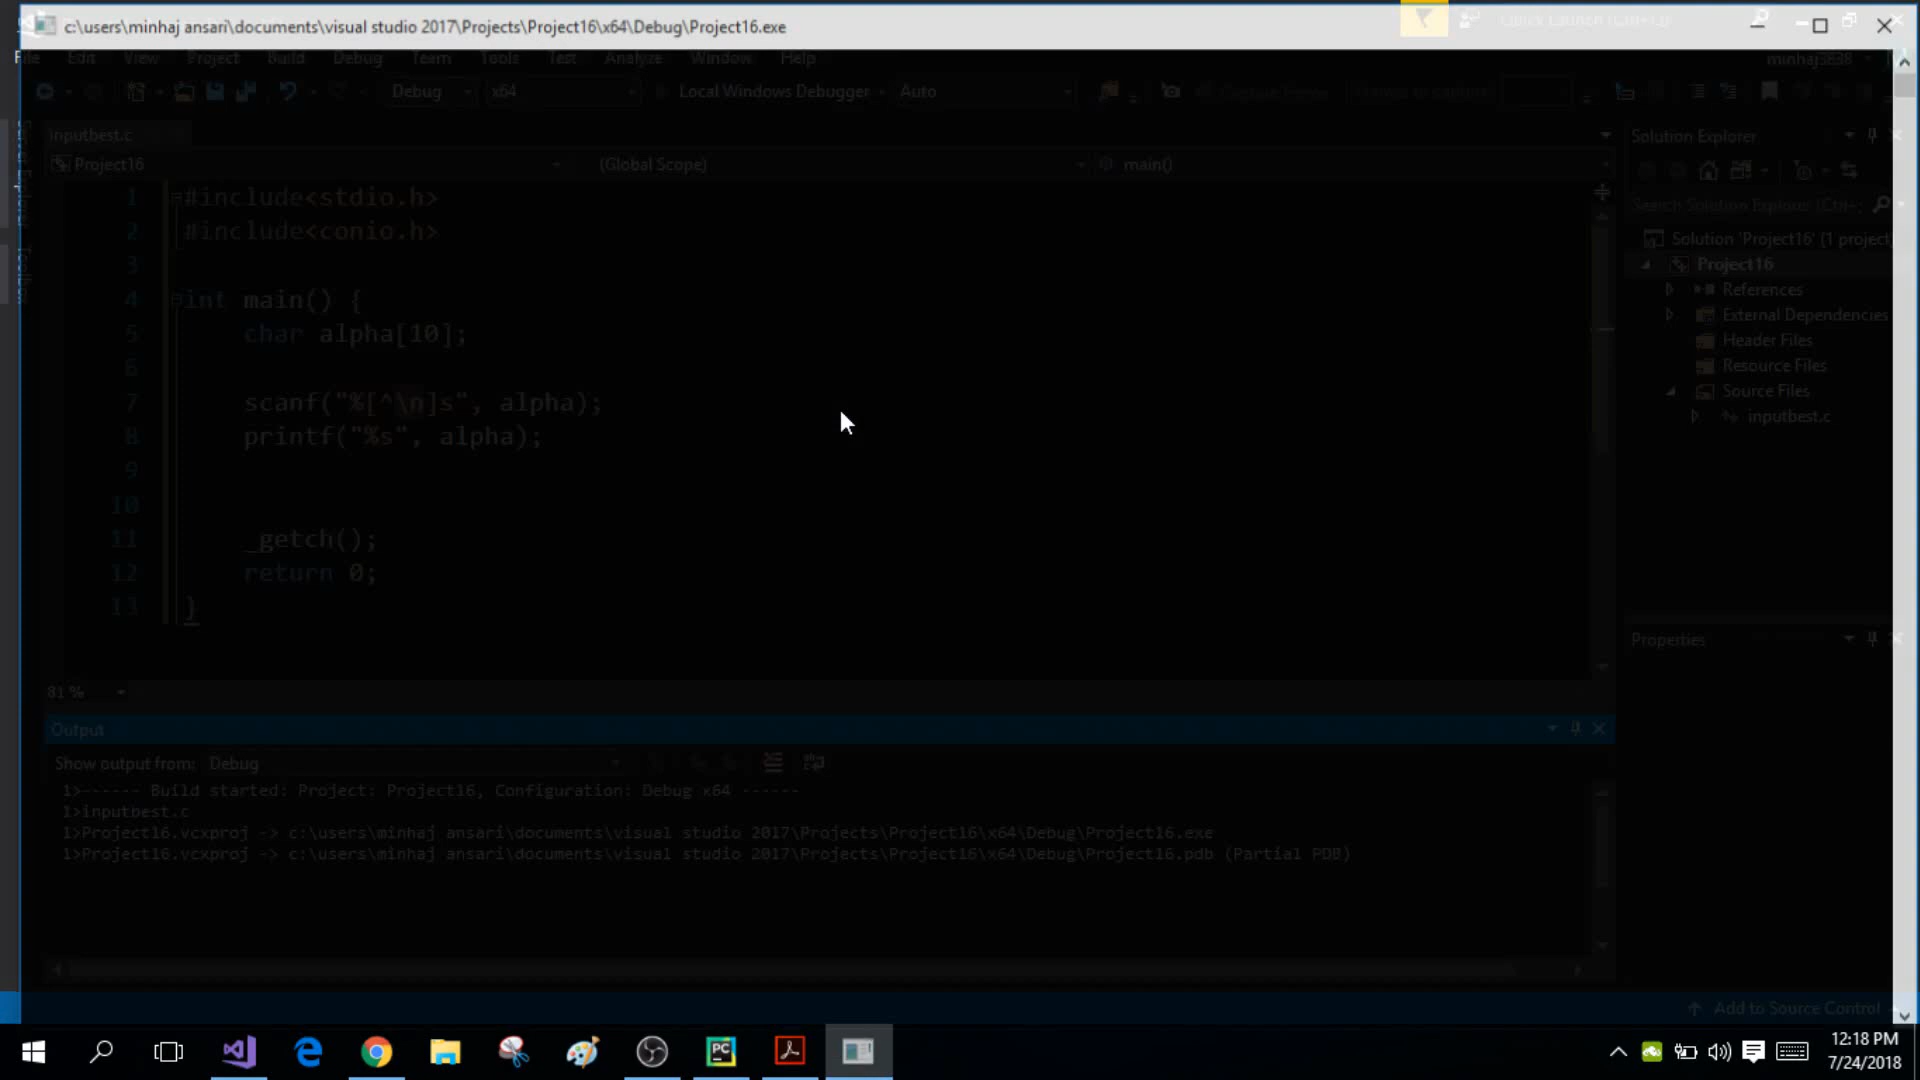 c:\users\minhaj ansari\documents\visual studio 2017\Projects\Project16\x64\Debug\Project16.exe
File Edit View Project Build Debug Team Tools Test Analyze Window Help
minhaj3838
Debug x64 Local Windows Debugger Auto
inputbest.c
Project16 (Global Scope) main()
1 #include<stdio.h>
2 #include<conio.h>
3
4 int main() {
5 char alpha[10];
6
7 scanf("%[^\n]s", alpha);
8 printf("%s", alpha);
9
10
11 _getch();
12 return 0;
13 }
81 %
Solution Explorer
Search Solution Explorer (Ctrl+;
Solution 'Project16' (1 project)
Project16
References
External Dependencies
Header Files
Resource Files
Source Files
inputbest.c
Properties
Output
Show output from: Debug
1>------ Build started: Project: Project16, Configuration: Debug x64 ------
1>inputbest.c
1>Project16.vcxproj -> c:\users\minhaj ansari\documents\visual studio 2017\Projects\Project16\x64\Debug\Project16.exe
1>Project16.vcxproj -> c:\users\minhaj ansari\documents\visual studio 2017\Projects\Project16\x64\Debug\Project16.pdb (Partial PDB)
Add to Source Control
PC
12:18 PM
7/24/2018